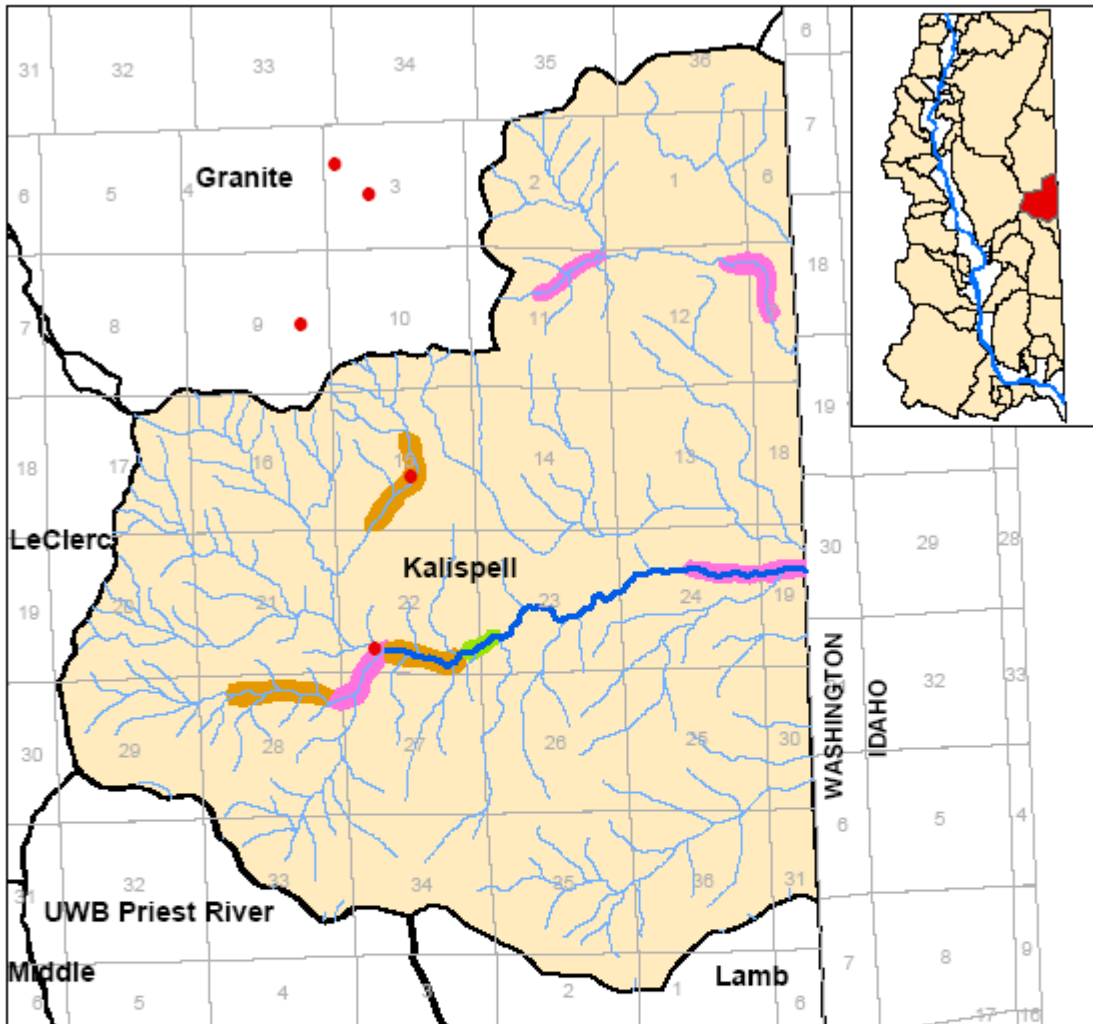 6
31 32 33 34 35 36
7
Granite
6 5 4 3 2 1 6
18
7 8 9 10 11 12
19
18 17 16 15 14 13 18
LeClerc
Kalispell
30 29 28
19 20 21 22 23 24 19
WASHINGTON
IDAHO
32 33
30 29 28 27 26 25 30
6 5 4
31 32 33 34 35 36 31
UWB Priest River
Middle
Lamb
7 8 9
6 5 4 3 2 1 6
17 16